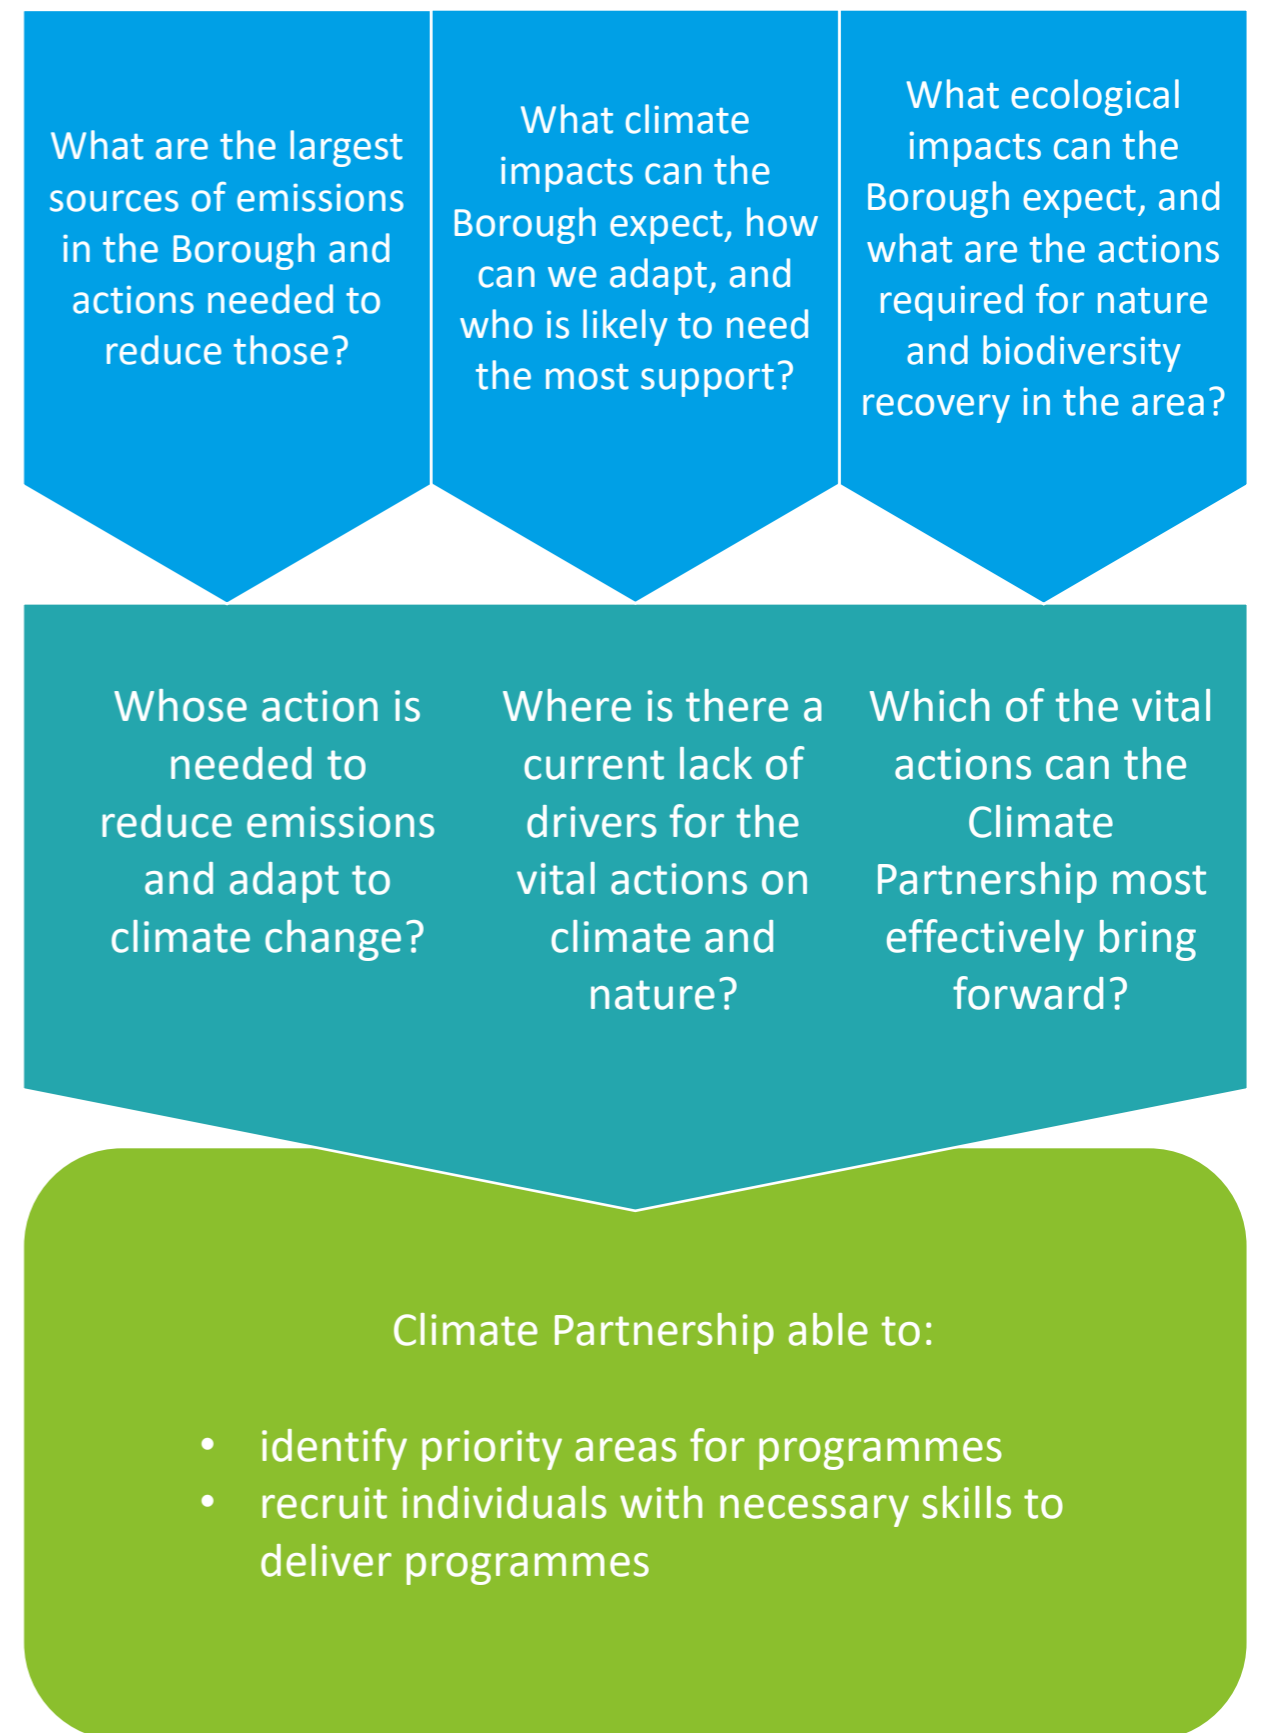 What are the largest
sources of emissions
in the Borough and
actions needed to
reduce those?
What climate
impacts can the
Borough expect, how
can we adapt, and
who is likely to need
the most support?
What ecological
impacts can the
Borough expect, and
what are the actions
required for nature
and biodiversity
recovery in the area?
Whose action is
needed to
reduce emissions
and adapt to
climate change?
Where is there a
current lack of
drivers for the
vital actions on
climate and
nature?
Which of the vital
actions can the
Climate
Partnership most
effectively bring
forward?
Climate Partnership able to:
• identify priority areas for programmes
• recruit individuals with necessary skills to
deliver programmes